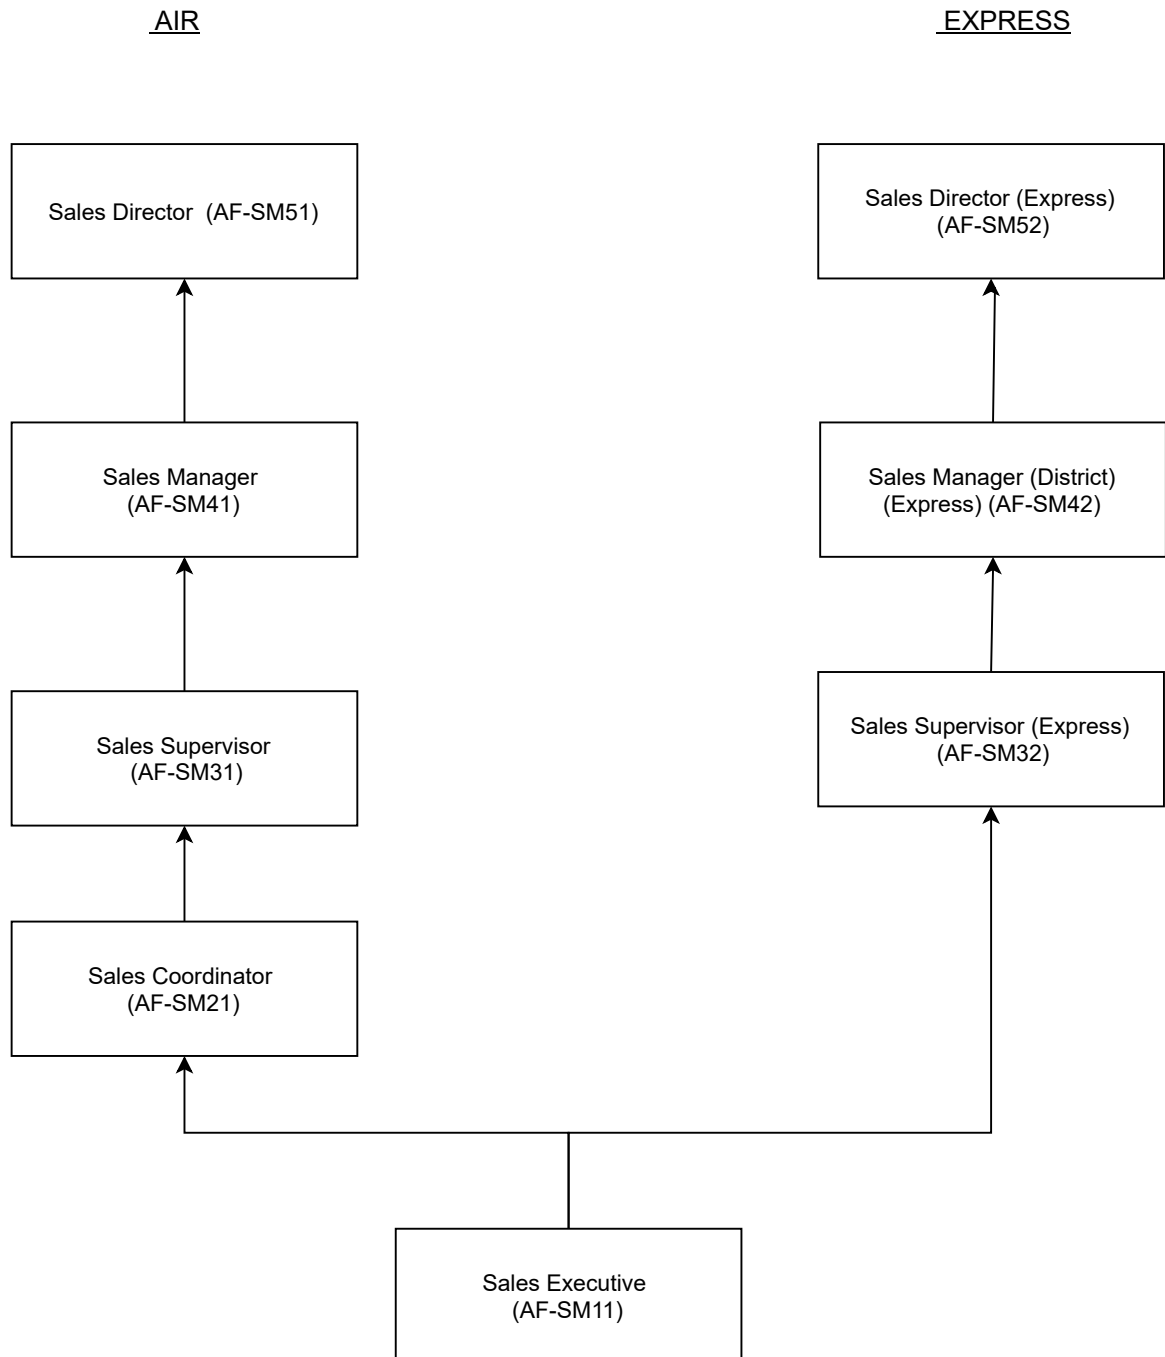 AIR
EXPRESS
Sales Director (AF-SM51)
Sales Director (Express)
(AF-SM52)
Sales Manager
(AF-SM41)
Sales Manager (District)
(Express) (AF-SM42)
Sales Supervisor
(AF-SM31)
Sales Supervisor (Express)
(AF-SM32)
Sales Coordinator
(AF-SM21)
Sales Executive
(AF-SM11)